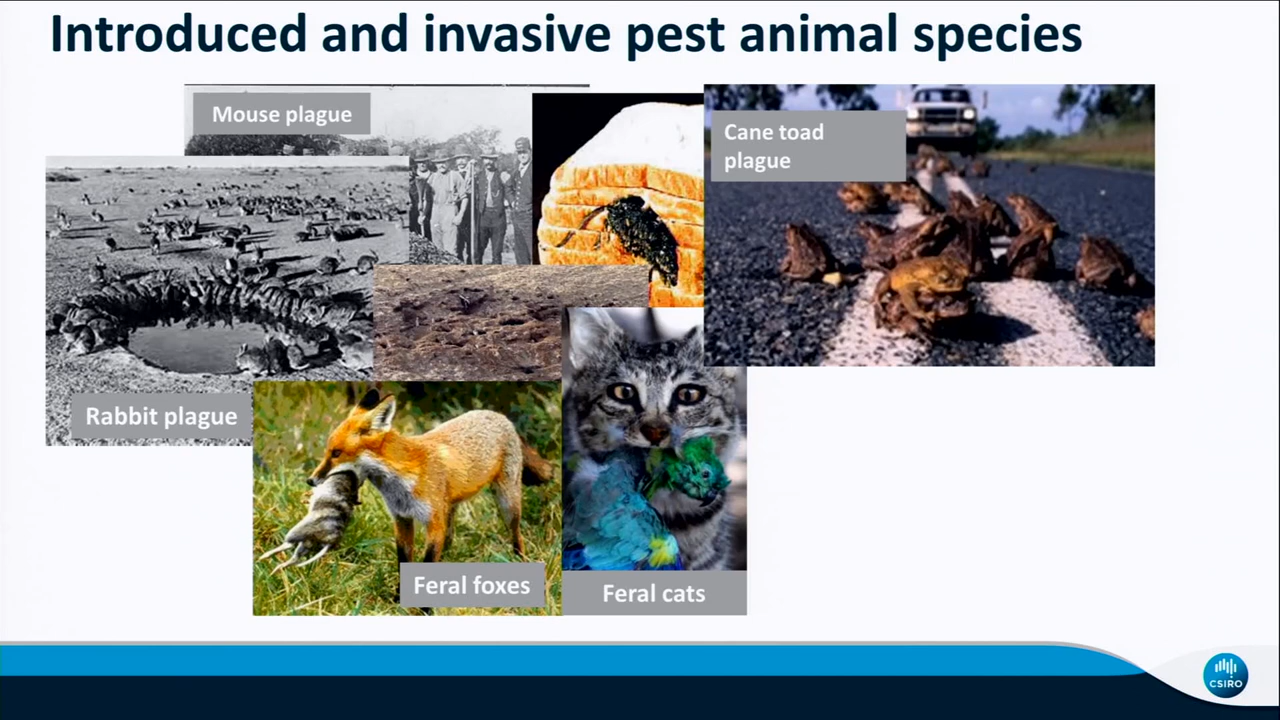 Introduced and invasive pest animal species
Mouse plague
Cane toad
plague
Rabbit plague
Feral foxes
Feral cats
CSIRO